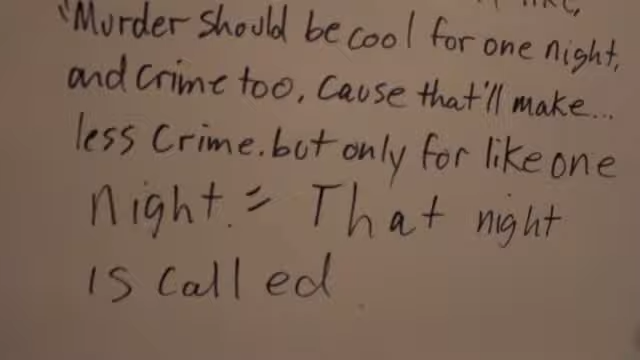 "Murder should be cool for one night,
and Crime too, Cause that'll make...
less Crime. but only for like one
night." That night
is called